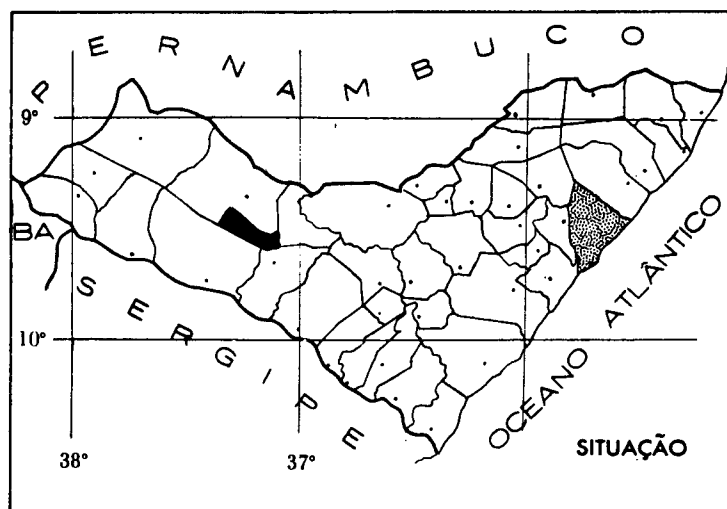 PERNAMBUCO
9°
BA
SERGIPE
10°
OCEANO ATLÂNTICO
38°
37°
SITUAÇÃO